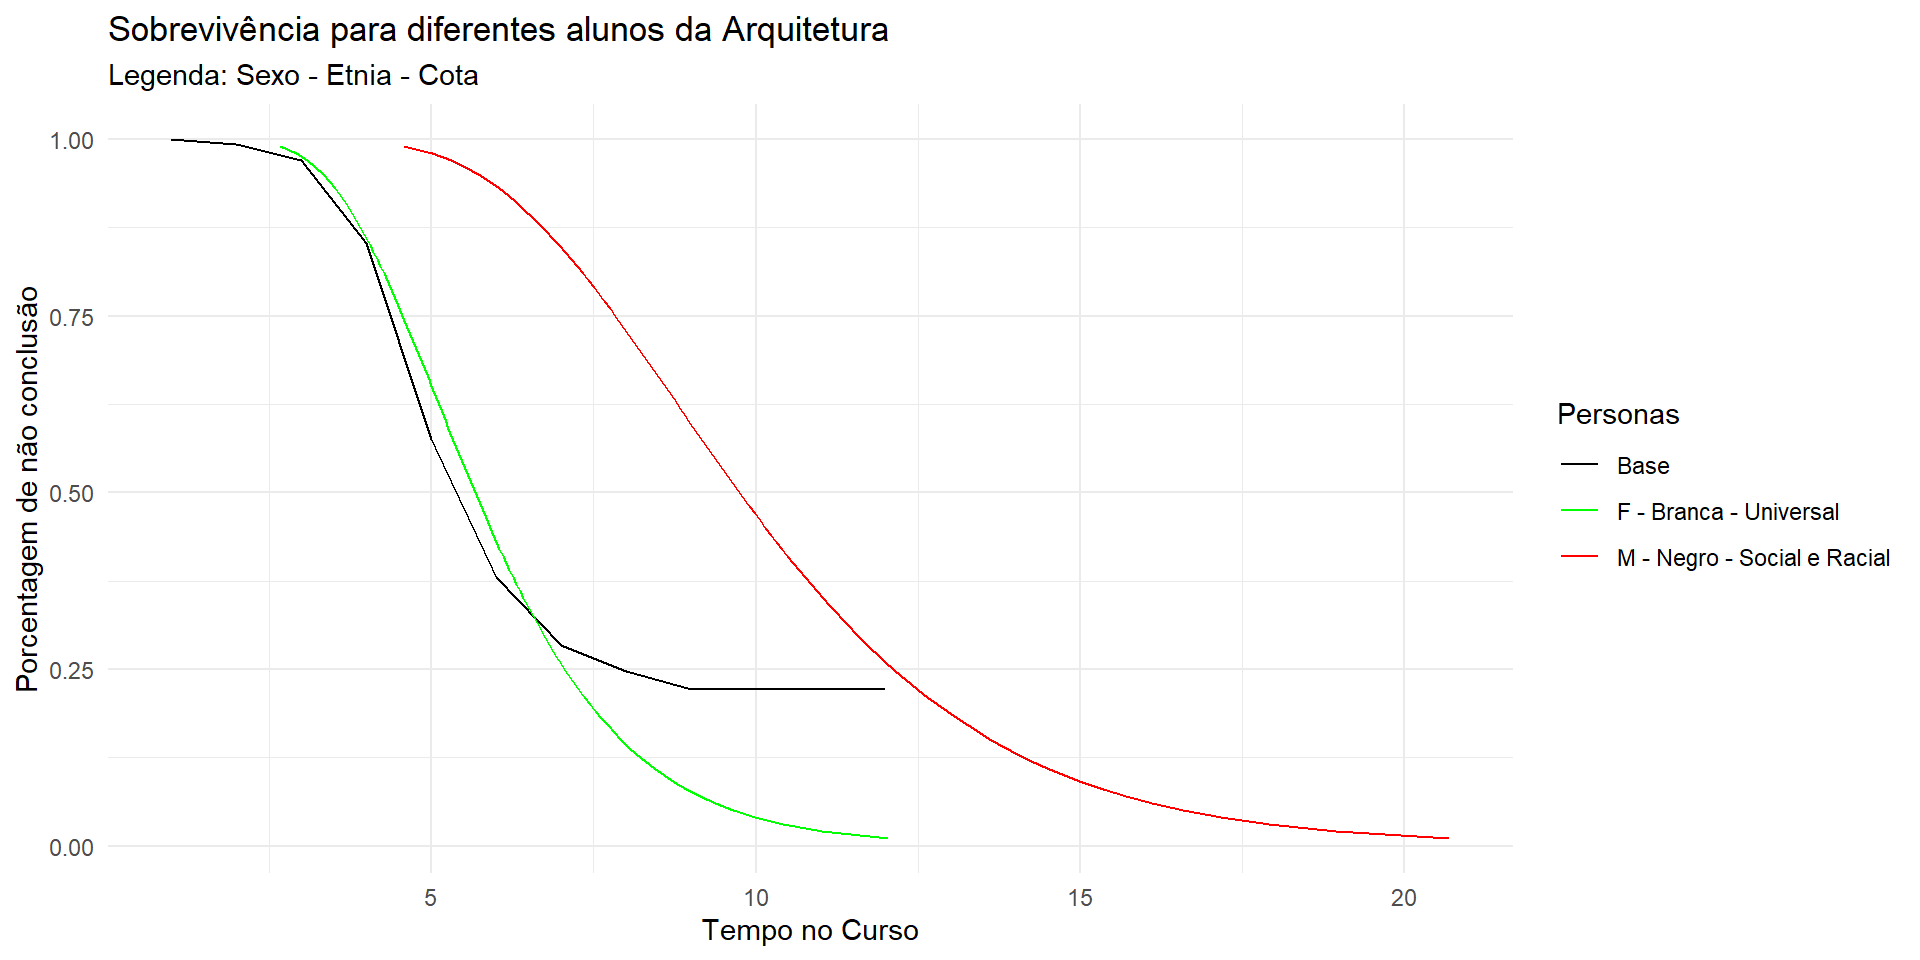 Sobrevivência para diferentes alunos da Arquitetura
Legenda: Sexo - Etnia - Cota
Porcentagem de não conclusão
1.00
0.75
0.50
0.25
0.00
5
10
15
20
Tempo no Curso
Personas
Base
F - Branca - Universal
M - Negro - Social e Racial